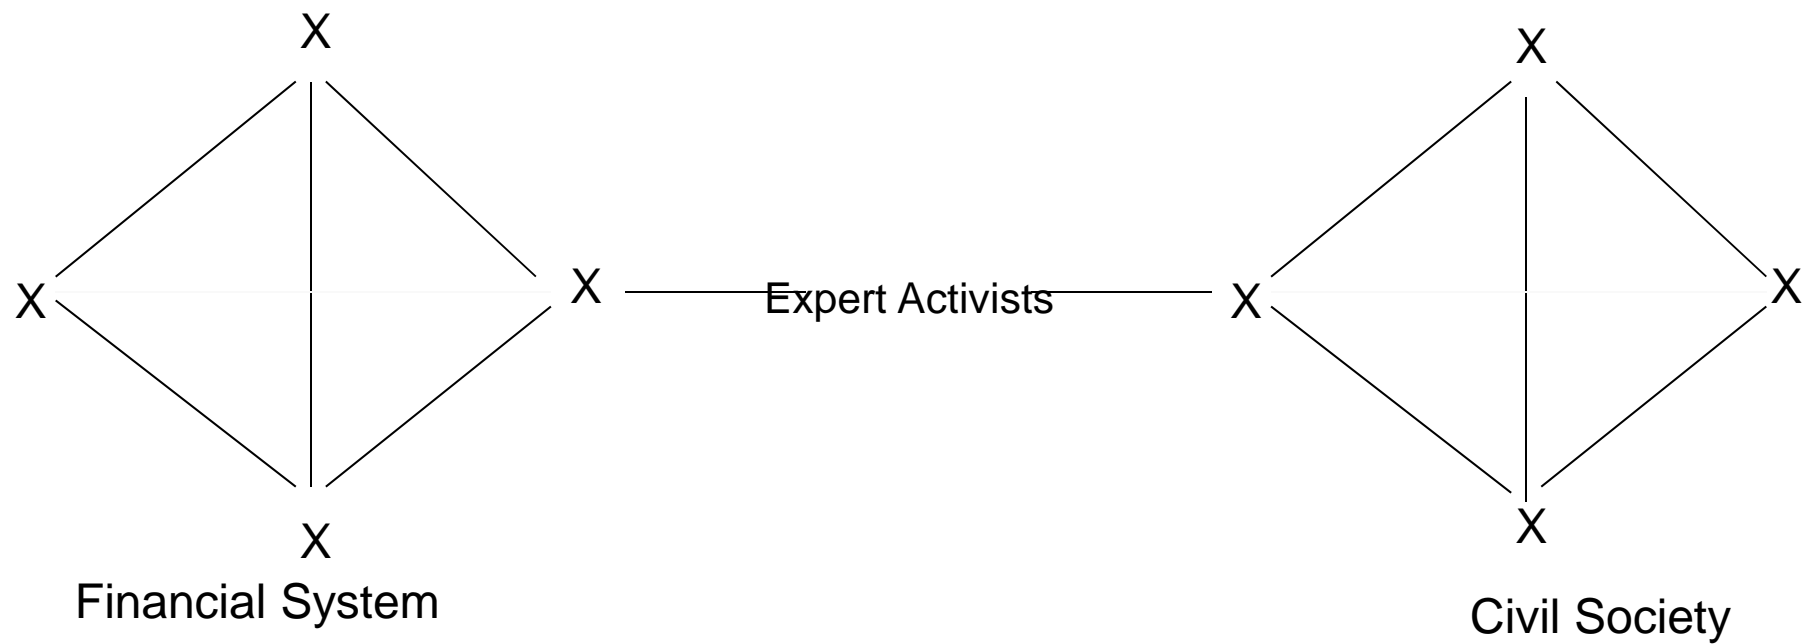 X
X
X
X
Expert Activists
X
X
X
X
Financial System
Civil Society